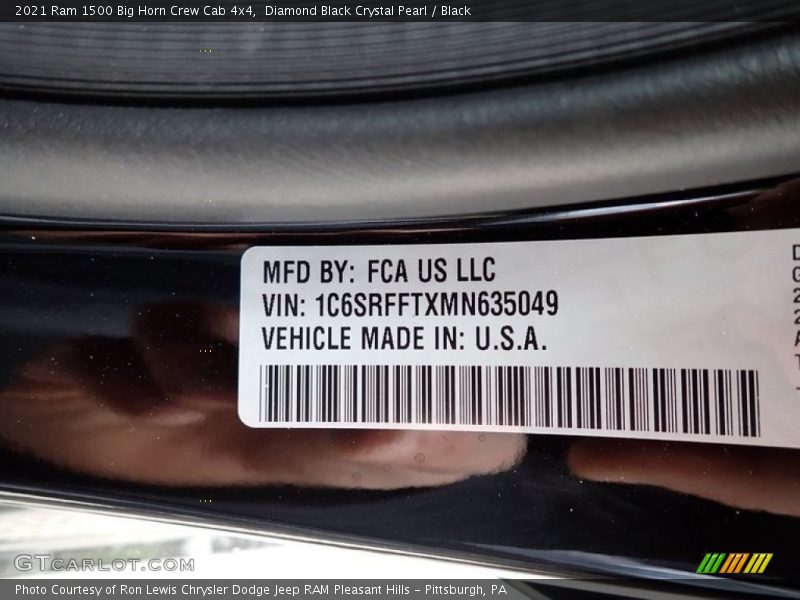 2021 Ram 1500 Big Horn Crew Cab 4x4, Diamond Black Crystal Pearl / Black
MFD BY: FCA US LLC
VIN: 1C6SRFFTXMN635049
VEHICLE MADE IN: U.S.A.
GTCARLOT.COM
Photo Courtesy of Ron Lewis Chrysler Dodge Jeep RAM Pleasant Hills - Pittsburgh, PA